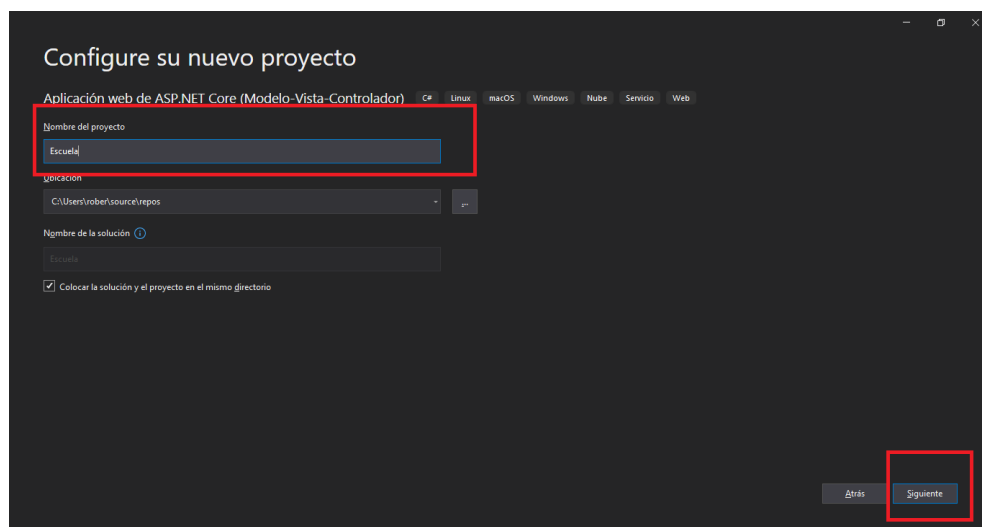 Configure su nuevo proyecto
Aplicación web de ASP.NET Core (Modelo-Vista-Controlador) C# Linux macOS Windows Nube Servicio Web
Nombre del proyecto
Escuela
Ubicación
C:\Users\rober\source\repos
...
Nombre de la solución
Escuela
Colocar la solución y el proyecto en el mismo directorio
Atrás Siguiente